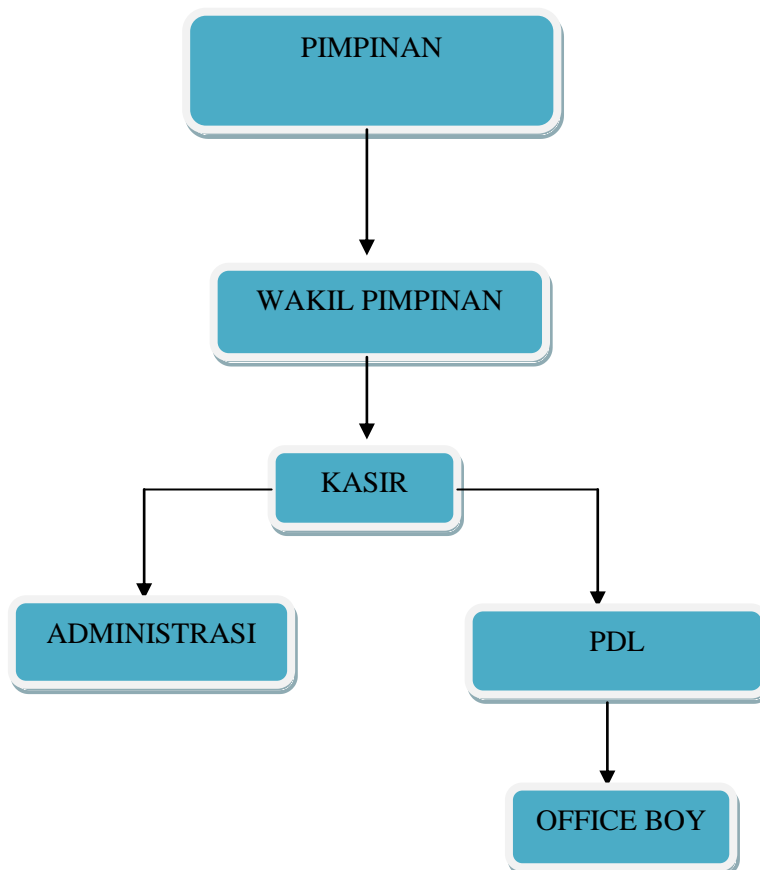 PIMPINAN
WAKIL PIMPINAN
KASIR
ADMINISTRASI
PDL
OFFICE BOY